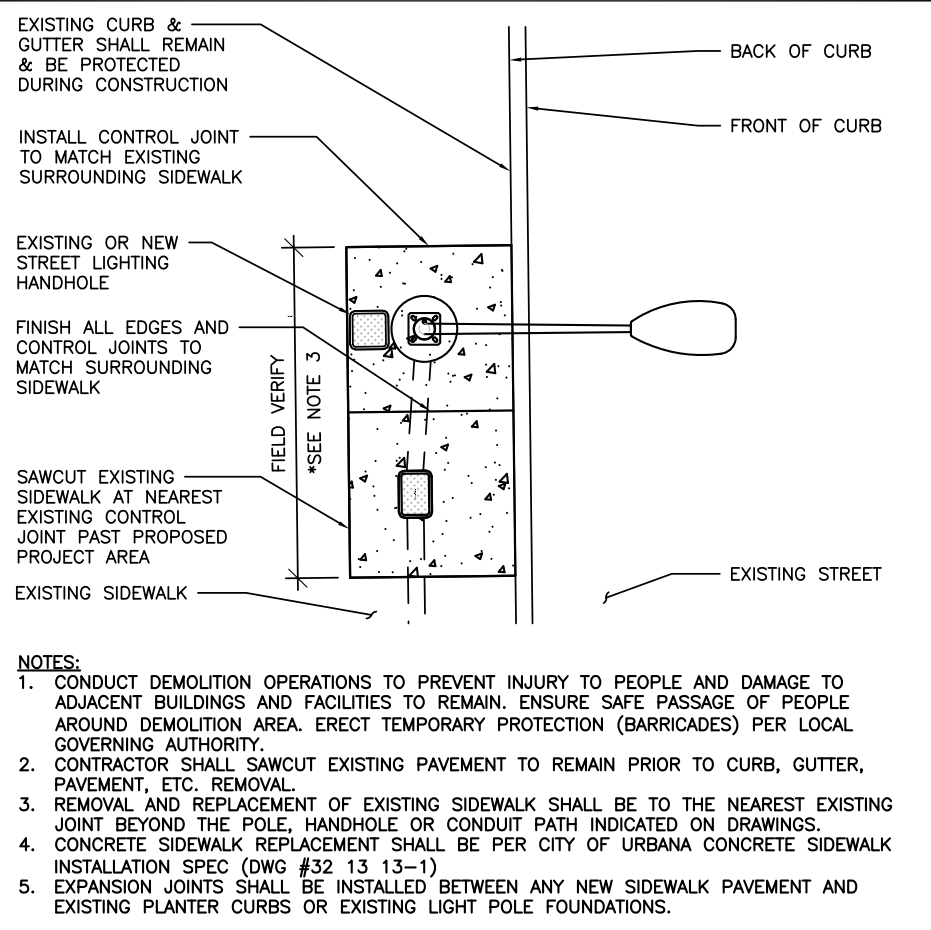 EXISTING CURB &
GUTTER SHALL REMAIN
& BE PROTECTED
DURING CONSTRUCTION
BACK OF CURB
FRONT OF CURB
INSTALL CONTROL JOINT
TO MATCH EXISTING
SURROUNDING SIDEWALK
EXISTING OR NEW
STREET LIGHTING
HANDHOLE
FINISH ALL EDGES AND
CONTROL JOINTS TO
MATCH SURROUNDING
SIDEWALK
FIELD VERIFY
*SEE NOTE 3
SAWCUT EXISTING
SIDEWALK AT NEAREST
EXISTING CONTROL
JOINT PAST PROPOSED
PROJECT AREA
EXISTING SIDEWALK
EXISTING STREET
NOTES:
1. CONDUCT DEMOLITION OPERATIONS TO PREVENT INJURY TO PEOPLE AND DAMAGE TO
ADJACENT BUILDINGS AND FACILITIES TO REMAIN. ENSURE SAFE PASSAGE OF PEOPLE
AROUND DEMOLITION AREA. ERECT TEMPORARY PROTECTION (BARRICADES) PER LOCAL
GOVERNING AUTHORITY.
2. CONTRACTOR SHALL SAWCUT EXISTING PAVEMENT TO REMAIN PRIOR TO CURB, GUTTER,
PAVEMENT, ETC. REMOVAL.
3. REMOVAL AND REPLACEMENT OF EXISTING SIDEWALK SHALL BE TO THE NEAREST EXISTING
JOINT BEYOND THE POLE, HANDHOLE OR CONDUIT PATH INDICATED ON DRAWINGS.
4. CONCRETE SIDEWALK REPLACEMENT SHALL BE PER CITY OF URBANA CONCRETE SIDEWALK
INSTALLATION SPEC (DWG #32 13 13-1)
5. EXPANSION JOINTS SHALL BE INSTALLED BETWEEN ANY NEW SIDEWALK PAVEMENT AND
EXISTING PLANTER CURBS OR EXISTING LIGHT POLE FOUNDATIONS.